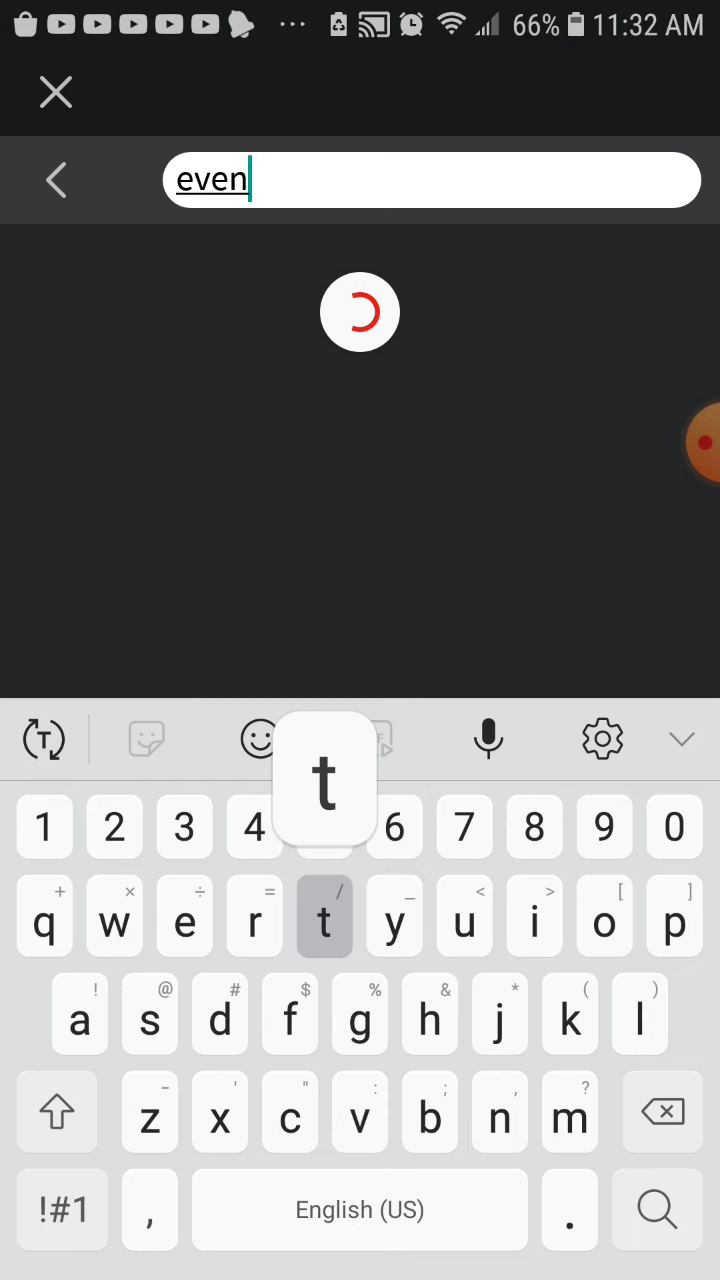 66% 11:32 AM
even
T
t
1 2 3 4 6 7 8 9 0
+ × ÷ = / _ < > [ ]
q w e r t y u i o p
! @ # $ % & * ( )
a s d f g h j k l
- ' " : ; , ?
z x c v b n m
!#1 , English (US) .